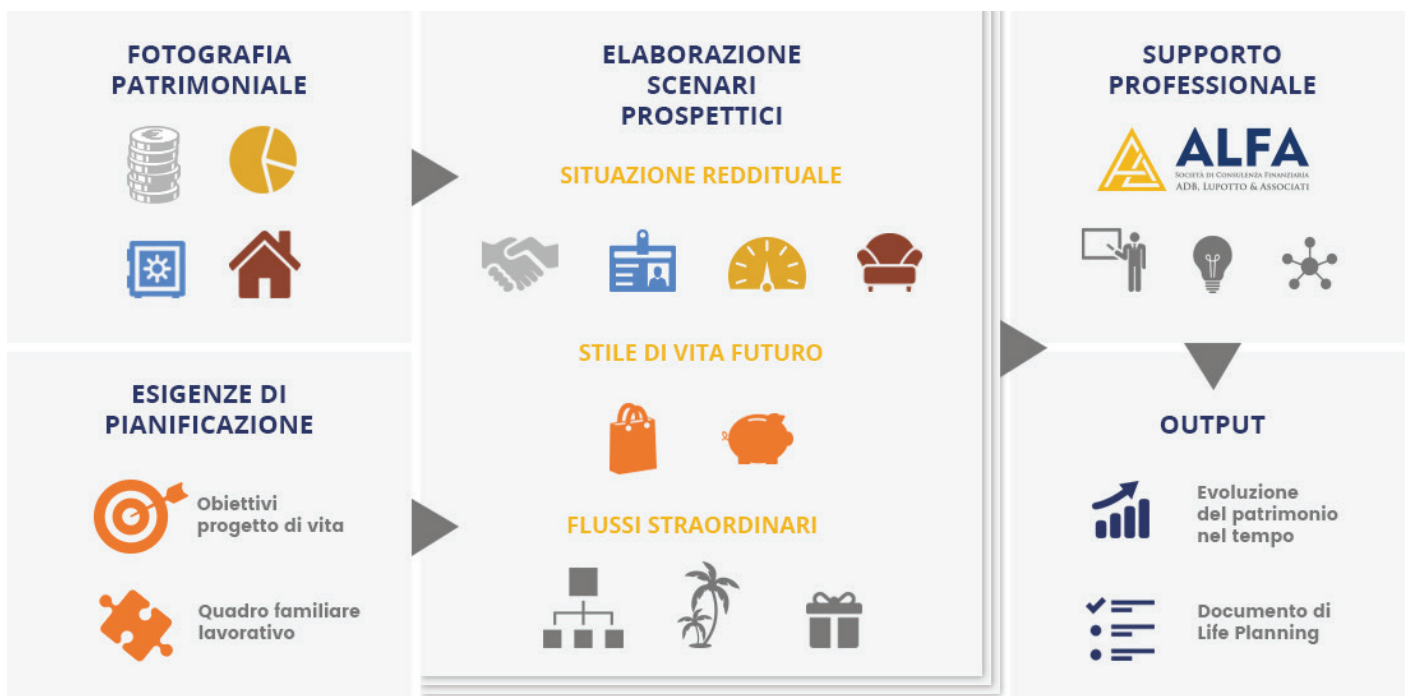 FOTOGRAFIA
PATRIMONIALE
€
ESIGENZE DI
PIANIFICAZIONE
Obiettivi
progetto di vita
Quadro familiare
lavorativo
ELABORAZIONE
SCENARI
PROSPETTICI
SITUAZIONE REDDITUALE
STILE DI VITA FUTURO
FLUSSI STRAORDINARI
SUPPORTO
PROFESSIONALE
ALFA
SOCIETÀ DI CONSULENZA FINANZIARIA
ADB, LUPOTTO & ASSOCIATI
OUTPUT
Evoluzione
del patrimonio
nel tempo
Documento di
Life Planning